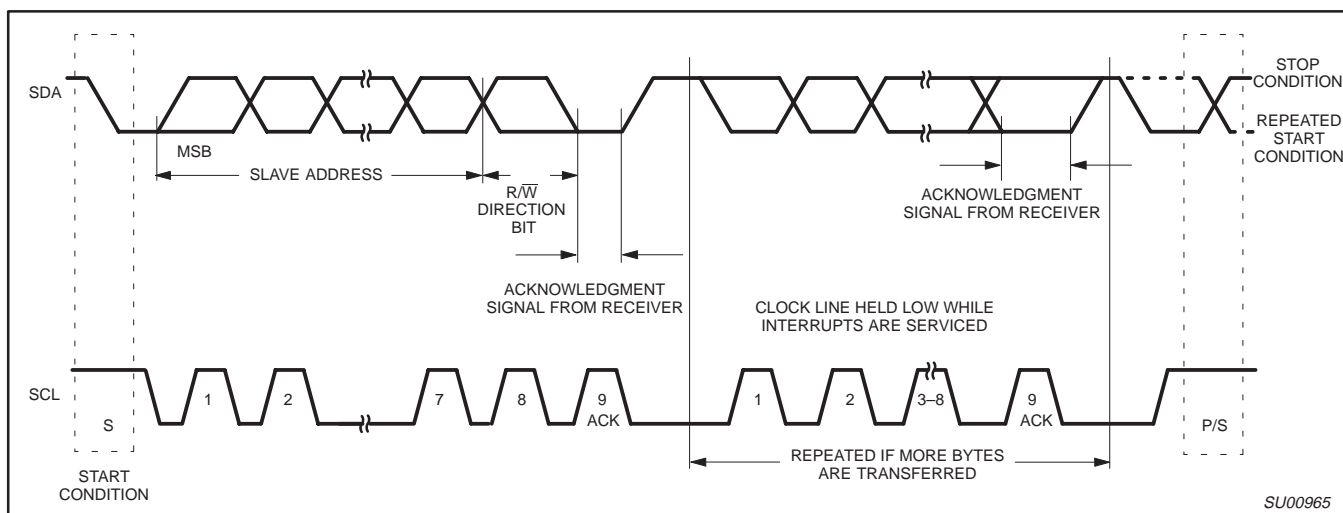 STOP
CONDITION
SDA
REPEATED
START
CONDITION
MSB
SLAVE ADDRESS
R/W̅
DIRECTION
BIT
ACKNOWLEDGMENT
SIGNAL FROM RECEIVER
ACKNOWLEDGMENT
SIGNAL FROM RECEIVER
CLOCK LINE HELD LOW WHILE
INTERRUPTS ARE SERVICED
SCL
1
2
7
8
9
ACK
1
2
3–8
9
ACK
S
P/S
START
CONDITION
REPEATED IF MORE BYTES
ARE TRANSFERRED
SU00965